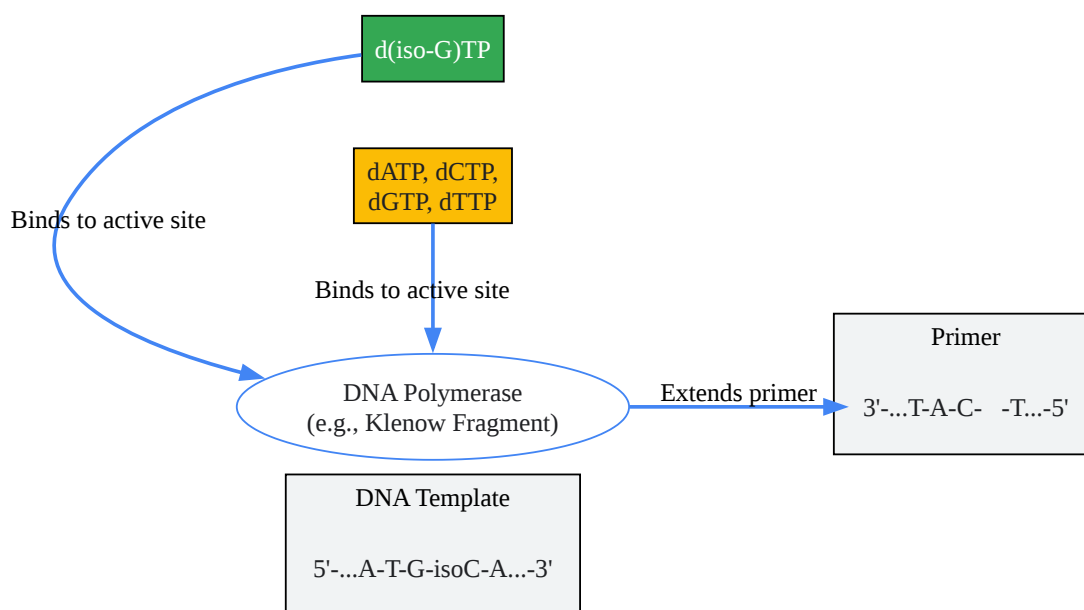 d(iso-G)TP
dATP, dCTP,
dGTP, dTTP
Binds to active site
Binds to active site
DNA Polymerase
(e.g., Klenow Fragment)
Extends primer
Primer
3'-...T-A-C-   -T...-5'
DNA Template
5'-...A-T-G-isoC-A...-3'